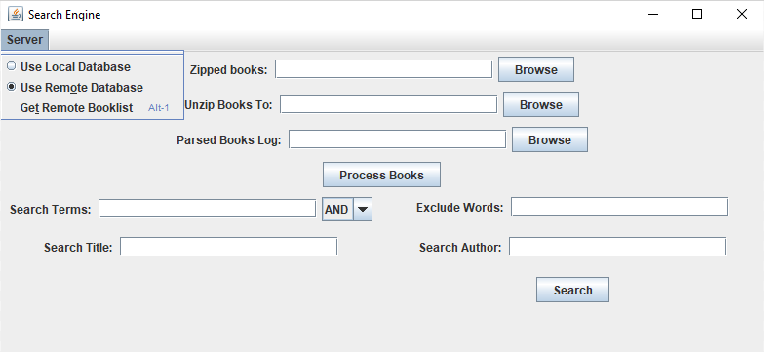 Search Engine
Server
Use Local Database
Zipped books: Browse
Use Remote Database
Get Remote Booklist Alt-1
Unzip Books To: Browse
Parsed Books Log: Browse
Process Books
Search Terms: AND Exclude Words:
Search Title: Search Author:
Search